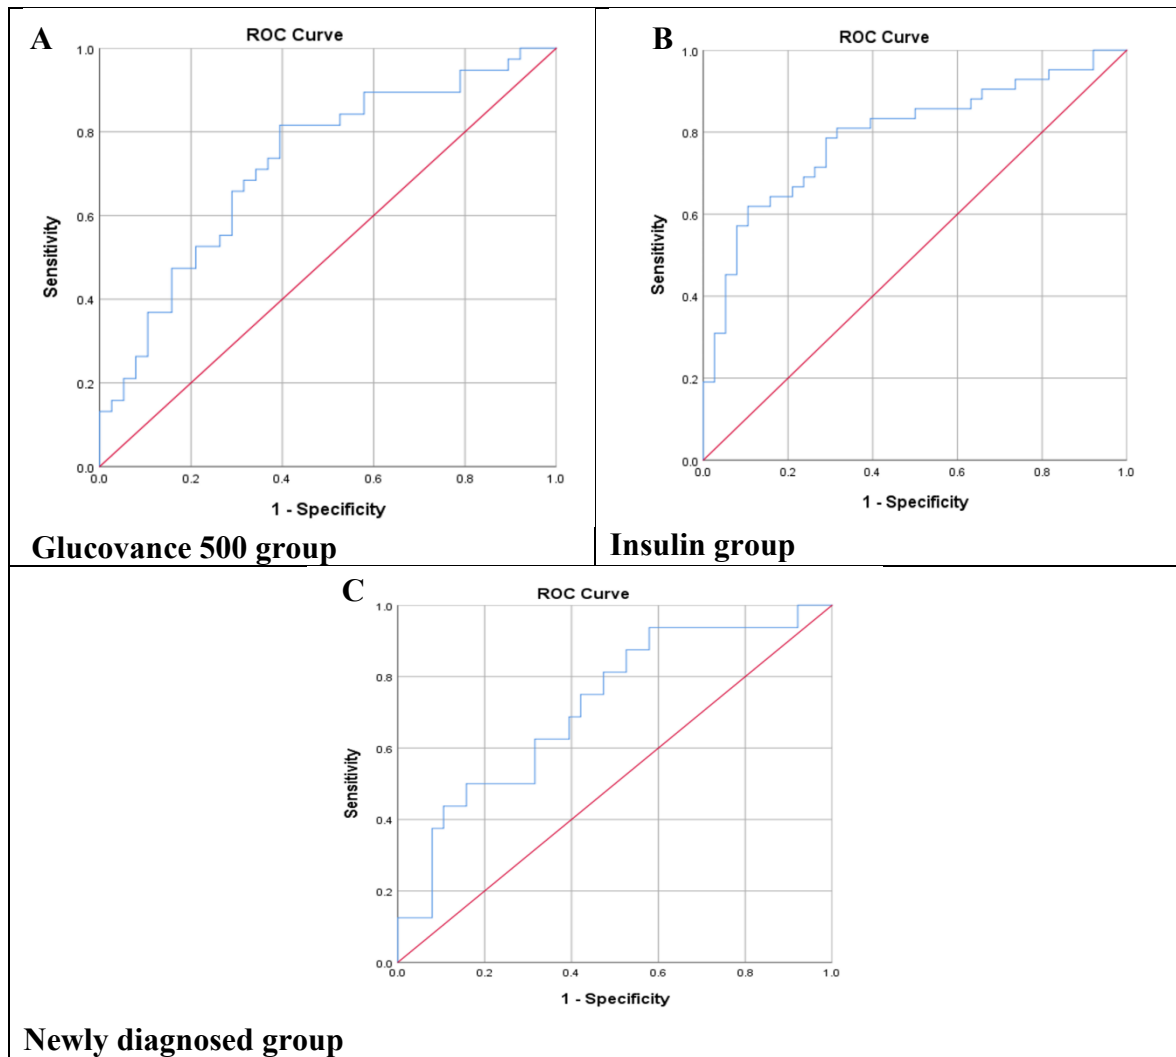 A
ROC Curve
Sensitivity
1.0
0.8
0.6
0.4
0.2
0.0
0.0 0.2 0.4 0.6 0.8 1.0
1 - Specificity
Glucovance 500 group
B
ROC Curve
Sensitivity
1.0
0.8
0.6
0.4
0.2
0.0
0.0 0.2 0.4 0.6 0.8 1.0
1 - Specificity
Insulin group
C
ROC Curve
Sensitivity
1.0
0.8
0.6
0.4
0.2
0.0
0.0 0.2 0.4 0.6 0.8 1.0
1 - Specificity
Newly diagnosed group